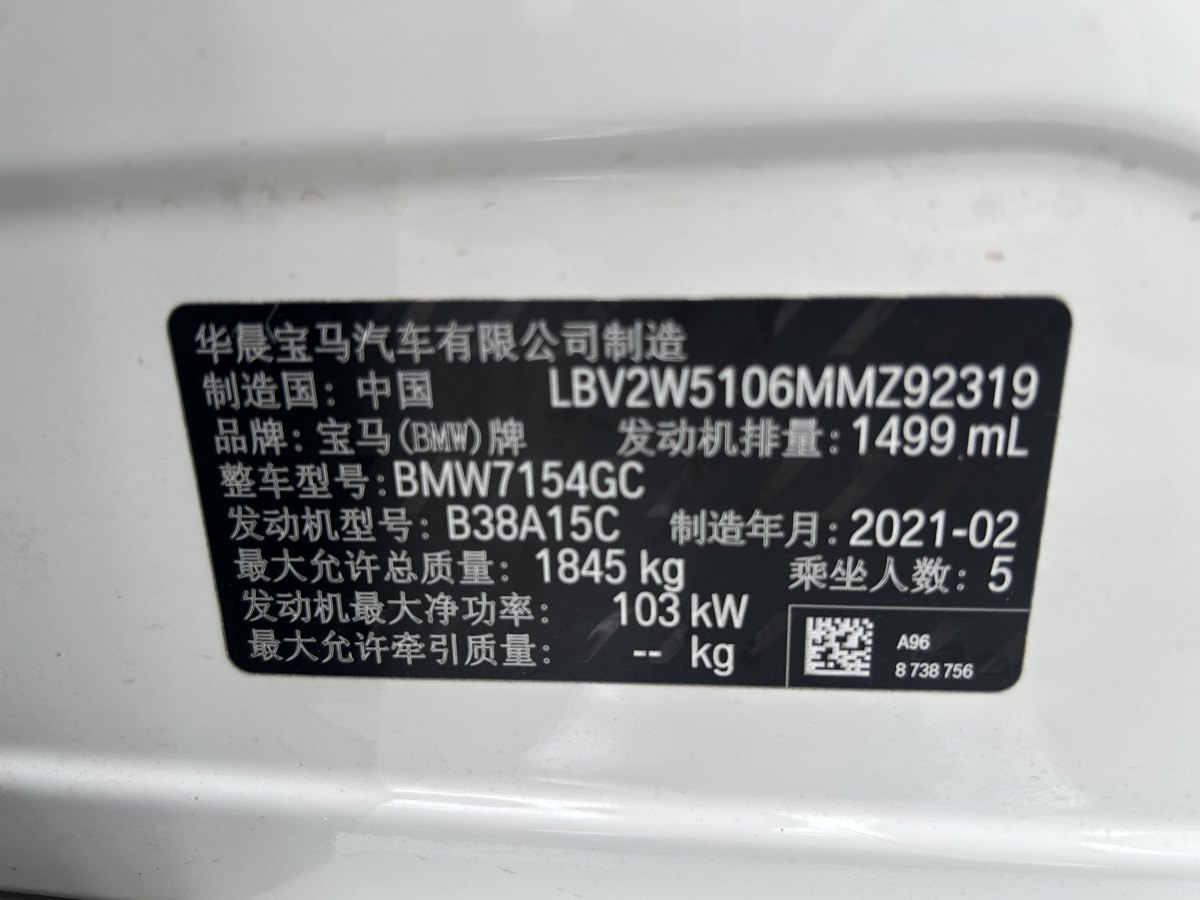 华晨宝马汽车有限公司制造
制造国：中国 LBV2W5106MMZ92319
品牌：宝马(BMW)牌 发动机排量：1499 mL
整车型号：BMW7154GC
发动机型号：B38A15C 制造年月：2021-02
最大允许总质量：1845 kg 乘坐人数：5
发动机最大净功率：103 kW
最大允许牵引质量：-- kg
A96
8 738 756